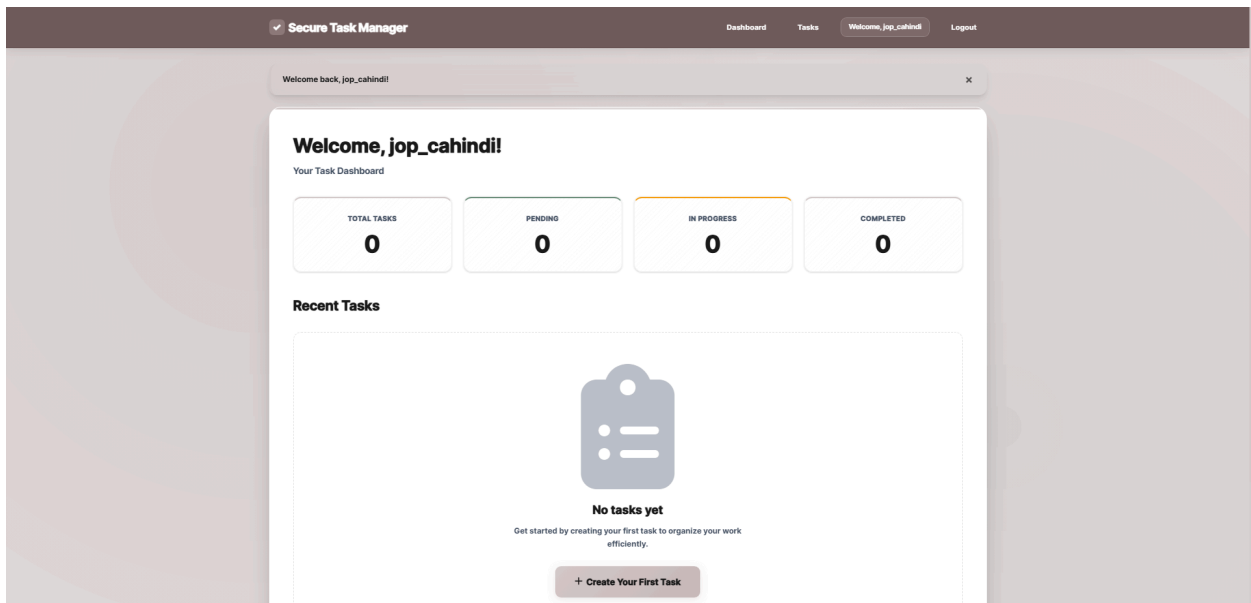 Secure Task Manager
Dashboard
Tasks
Welcome, jop_cahindi
Logout
Welcome back, jop_cahindi!
×
Welcome, jop_cahindi!
Your Task Dashboard
TOTAL TASKS
0
PENDING
0
IN PROGRESS
0
COMPLETED
0
Recent Tasks
No tasks yet
Get started by creating your first task to organize your work
efficiently.
+ Create Your First Task